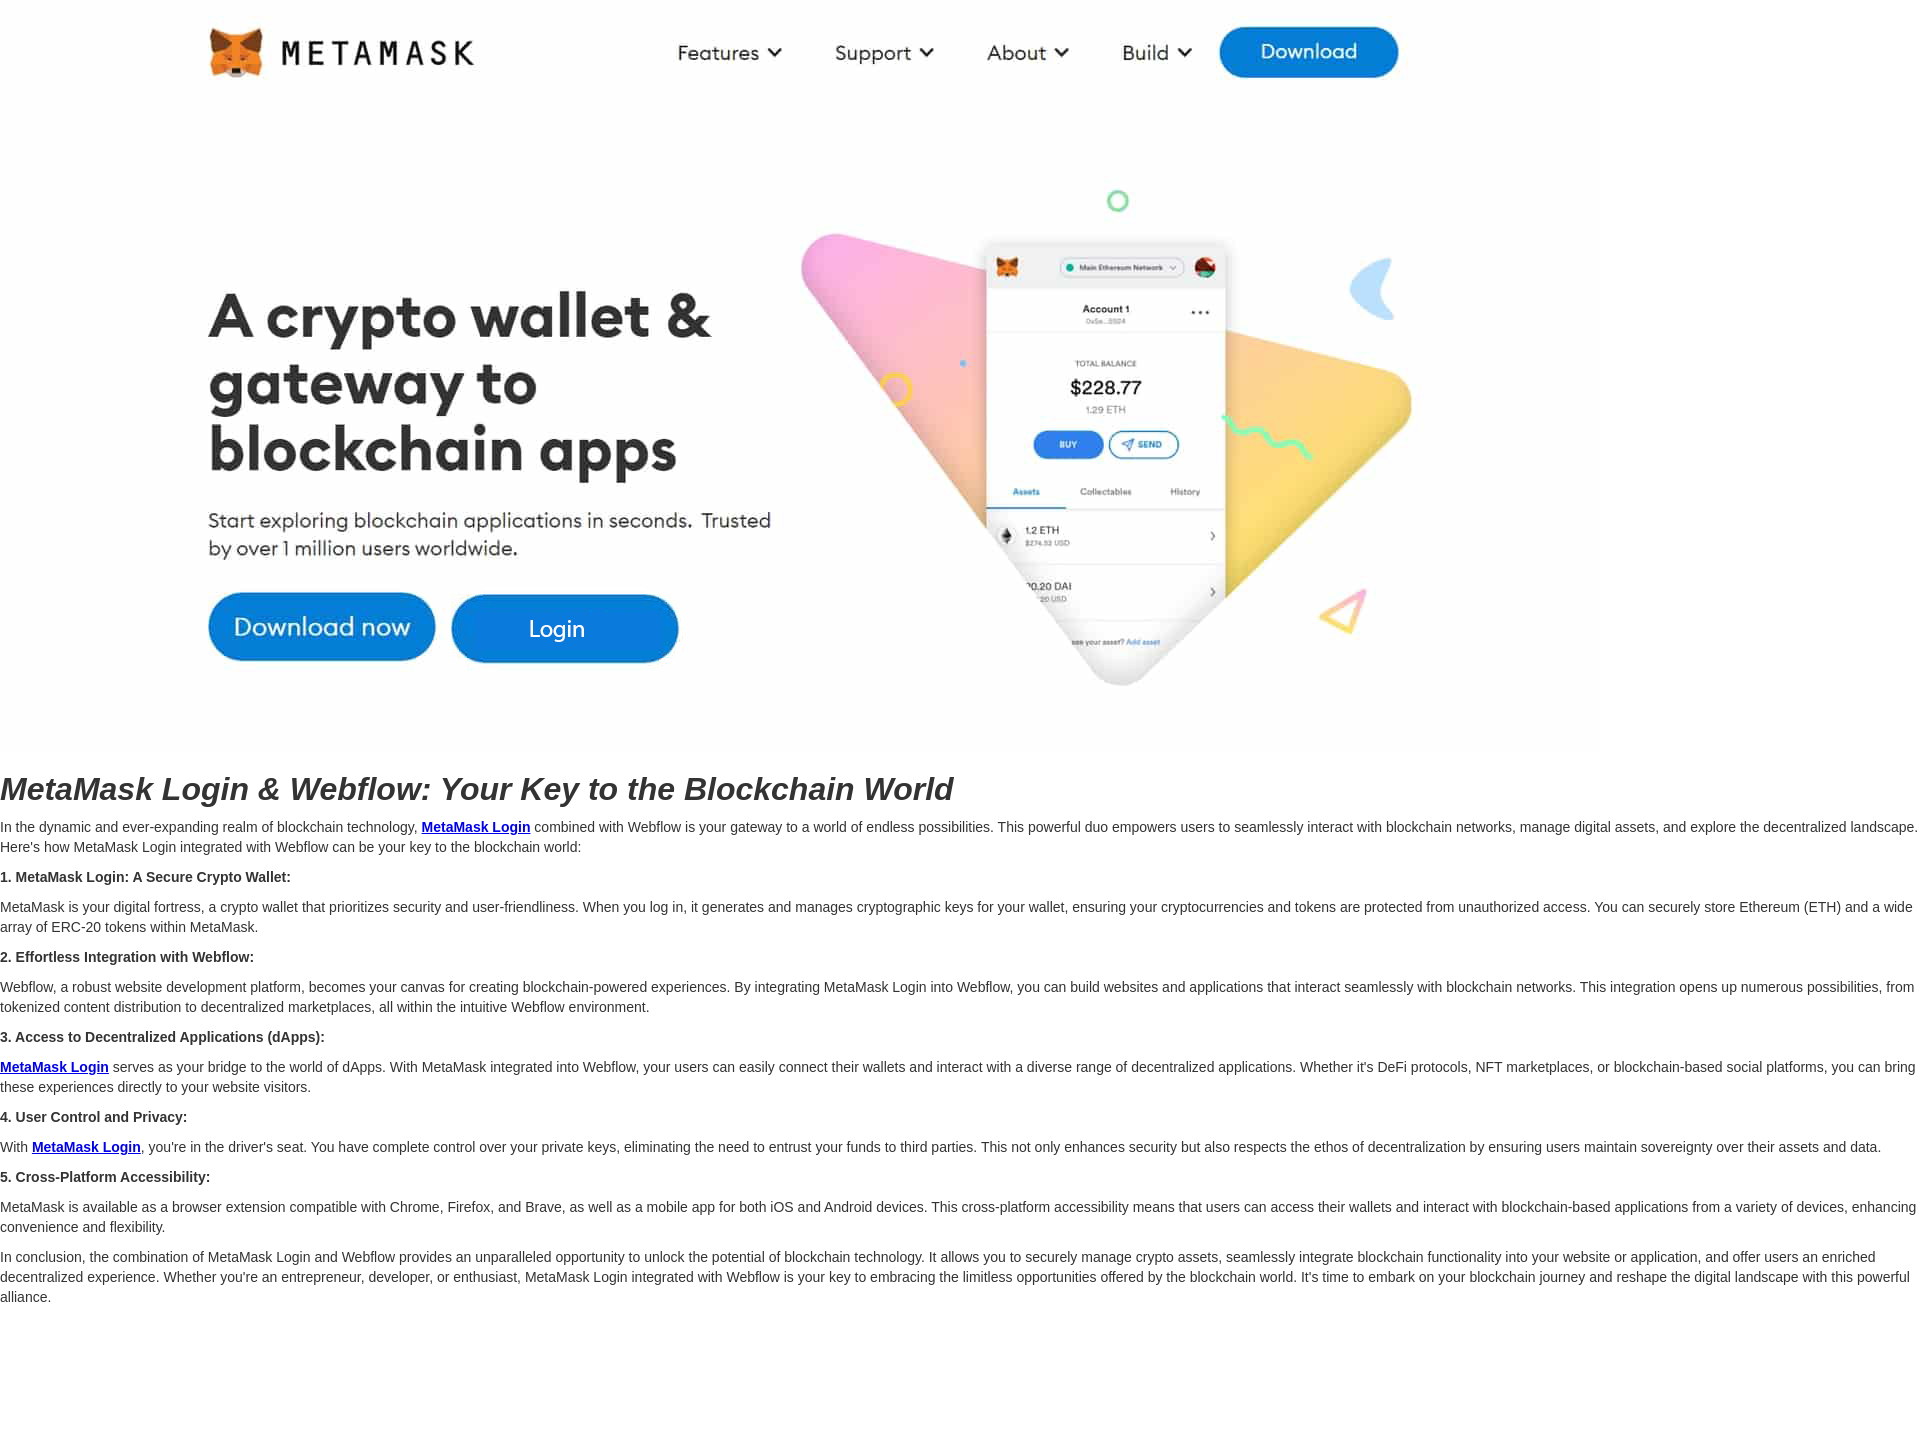 METAMASK
Features
Support
About
Build
Download
A crypto wallet &
gateway to
blockchain apps
Start exploring blockchain applications in seconds. Trusted
by over 1 million users worldwide.
Download now
Login
Main Ethereum Network
Account 1
TOTAL BALANCE
$228.77
1.29 ETH
BUY
SEND
Assets
Collectables
History
1.2 ETH
$274.93 USD
0.20 DAI
.20 USD
see your asset? Add asset
MetaMask Login & Webflow: Your Key to the Blockchain World
In the dynamic and ever-expanding realm of blockchain technology, MetaMask Login combined with Webflow is your gateway to a world of endless possibilities. This powerful duo empowers users to seamlessly interact with blockchain networks, manage digital assets, and explore the decentralized landscape.
Here's how MetaMask Login integrated with Webflow can be your key to the blockchain world:
1. MetaMask Login: A Secure Crypto Wallet:
MetaMask is your digital fortress, a crypto wallet that prioritizes security and user-friendliness. When you log in, it generates and manages cryptographic keys for your wallet, ensuring your cryptocurrencies and tokens are protected from unauthorized access. You can securely store Ethereum (ETH) and a wide
array of ERC-20 tokens within MetaMask.
2. Effortless Integration with Webflow:
Webflow, a robust website development platform, becomes your canvas for creating blockchain-powered experiences. By integrating MetaMask Login into Webflow, you can build websites and applications that interact seamlessly with blockchain networks. This integration opens up numerous possibilities, from
tokenized content distribution to decentralized marketplaces, all within the intuitive Webflow environment.
3. Access to Decentralized Applications (dApps):
MetaMask Login serves as your bridge to the world of dApps. With MetaMask integrated into Webflow, your users can easily connect their wallets and interact with a diverse range of decentralized applications. Whether it's DeFi protocols, NFT marketplaces, or blockchain-based social platforms, you can bring
these experiences directly to your website visitors.
4. User Control and Privacy:
With MetaMask Login, you're in the driver's seat. You have complete control over your private keys, eliminating the need to entrust your funds to third parties. This not only enhances security but also respects the ethos of decentralization by ensuring users maintain sovereignty over their assets and data.
5. Cross-Platform Accessibility:
MetaMask is available as a browser extension compatible with Chrome, Firefox, and Brave, as well as a mobile app for both iOS and Android devices. This cross-platform accessibility means that users can access their wallets and interact with blockchain-based applications from a variety of devices, enhancing
convenience and flexibility.
In conclusion, the combination of MetaMask Login and Webflow provides an unparalleled opportunity to unlock the potential of blockchain technology. It allows you to securely manage crypto assets, seamlessly integrate blockchain functionality into your website or application, and offer users an enriched
decentralized experience. Whether you're an entrepreneur, developer, or enthusiast, MetaMask Login integrated with Webflow is your key to embracing the limitless opportunities offered by the blockchain world. It's time to embark on your blockchain journey and reshape the digital landscape with this powerful
alliance.